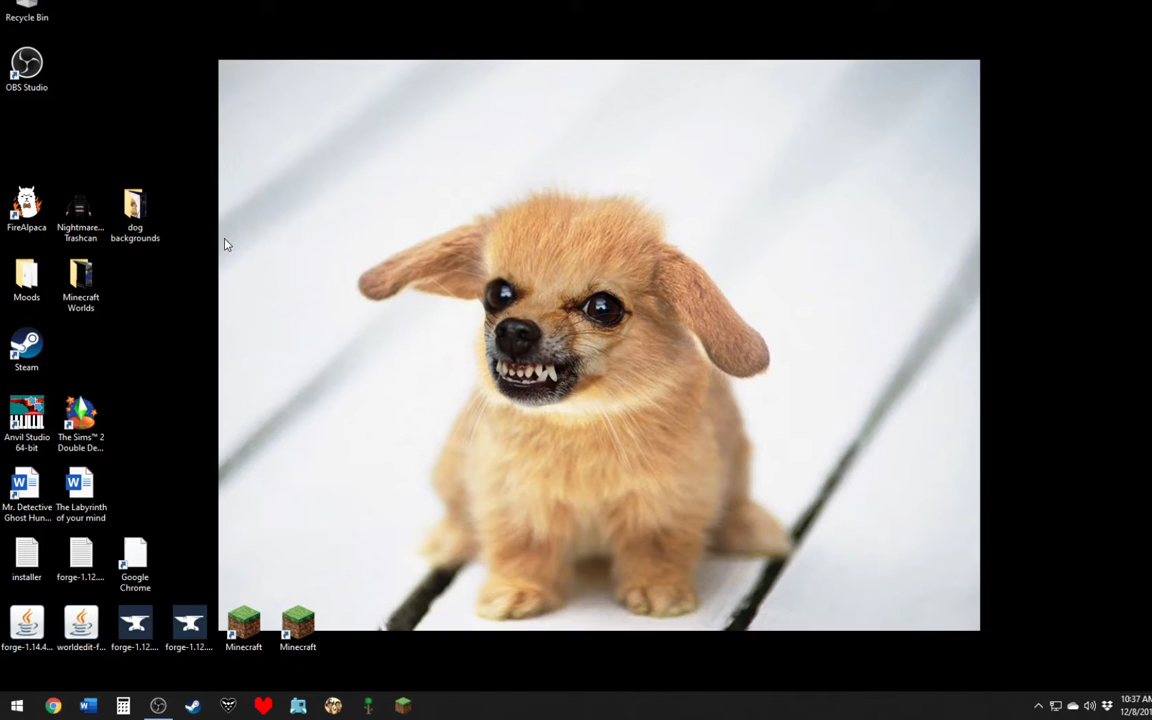 Recycle Bin
OBS Studio
FireAlpaca
Nightmare...
Trashcan
dog
backgrounds
Moods
Minecraft
Worlds
Steam
Anvil Studio
64-bit
The Sims™ 2
Double De...
Mr. Detective
Ghost Hun...
The Labyrinth
of your mind
installer
forge-1.12....
Google
Chrome
forge-1.14.4...
worldedit-f...
forge-1.12....
forge-1.12....
Minecraft
Minecraft
10:37 AM
12/8/201